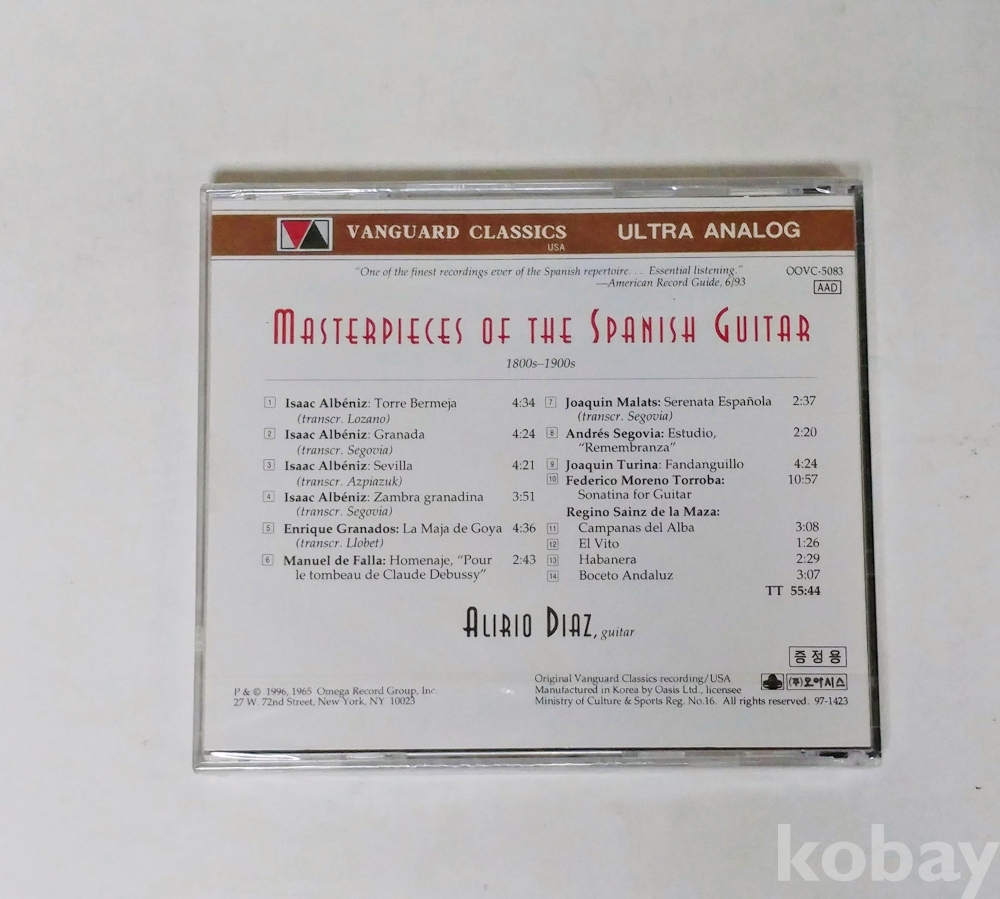 VANGUARD CLASSICS
USA
ULTRA ANALOG
"One of the finest recordings ever of the Spanish repertoire. . . Essential listening."
—American Record Guide, 6/93
OOVC-5083
AAD
MASTERPIECES OF THE SPANISH GUITAR
1800s–1900s
1 Isaac Albéniz: Torre Bermeja 4:34
(transcr. Lozano)
2 Isaac Albéniz: Granada 4:24
(transcr. Segovia)
3 Isaac Albéniz: Sevilla 4:21
(transcr. Azpiazuk)
4 Isaac Albéniz: Zambra granadina 3:51
(transcr. Segovia)
5 Enrique Granados: La Maja de Goya 4:36
(transcr. Llobet)
6 Manuel de Falla: Homenaje, "Pour 2:43
le tombeau de Claude Debussy"
7 Joaquin Malats: Serenata Española 2:37
(transcr. Segovia)
8 Andrés Segovia: Estudio, 2:20
"Remembranza"
9 Joaquin Turina: Fandanguillo 4:24
10 Federico Moreno Torroba: 10:57
Sonatina for Guitar
Regino Sainz de la Maza:
11 Campanas del Alba 3:08
12 El Vito 1:26
13 Habanera 2:29
14 Boceto Andaluz 3:07
TT 55:44
ALIRIO DIAZ, guitar
증정용
P & © 1996, 1965 Omega Record Group, Inc.
27 W. 72nd Street, New York, NY 10023
Original Vanguard Classics recording/USA
Manufactured in Korea by Oasis Ltd., licensee
Ministry of Culture & Sports Reg. No.16. All rights reserved. 97-1423
(주)오아시스
kobay